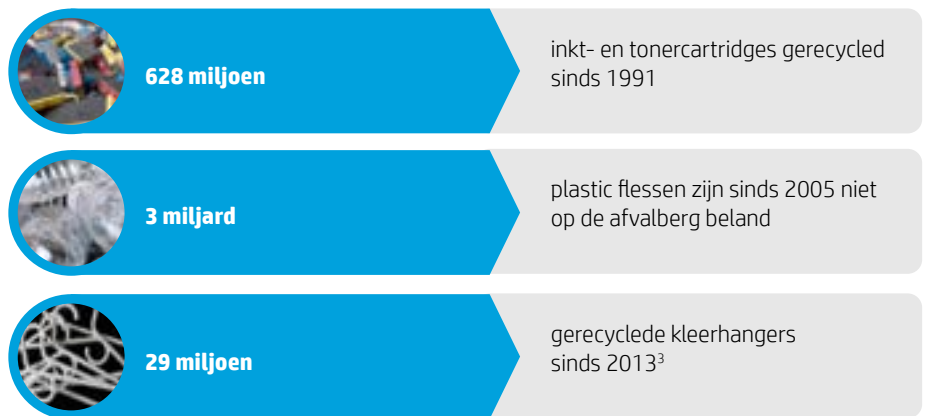 628 miljoen
inkt- en tonercartridges gerecycled
sinds 1991
3 miljard
plastic flessen zijn sinds 2005 niet
op de afvalberg beland
29 miljoen
gerecyclede kleerhangers
sinds 2013³